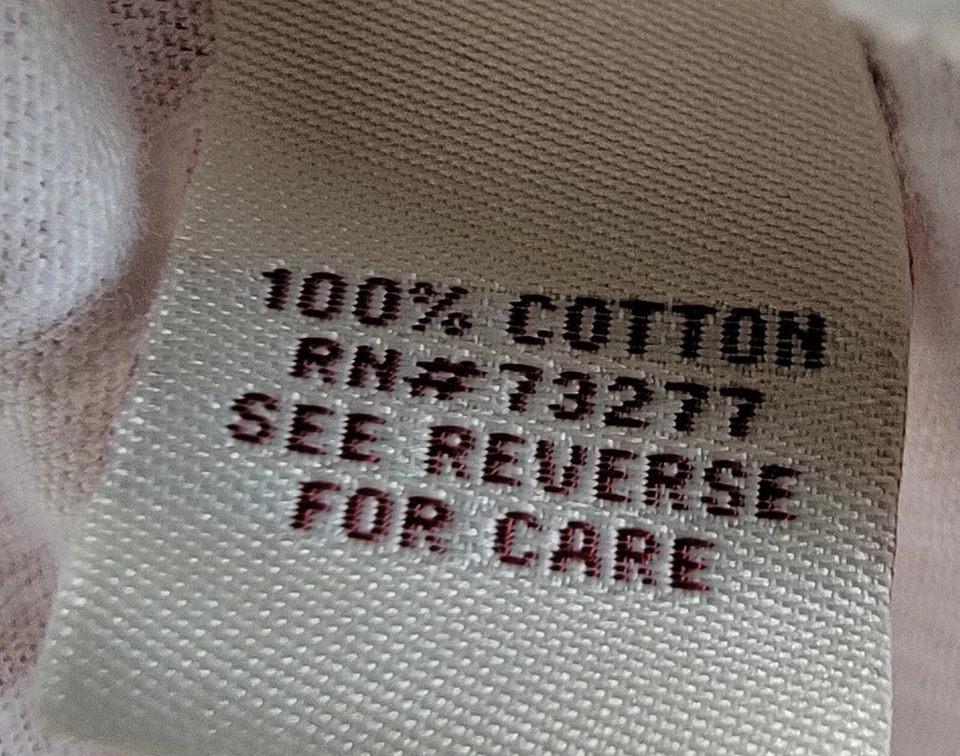 100% COTTON
RN#73277
SEE REVERSE
FOR CARE